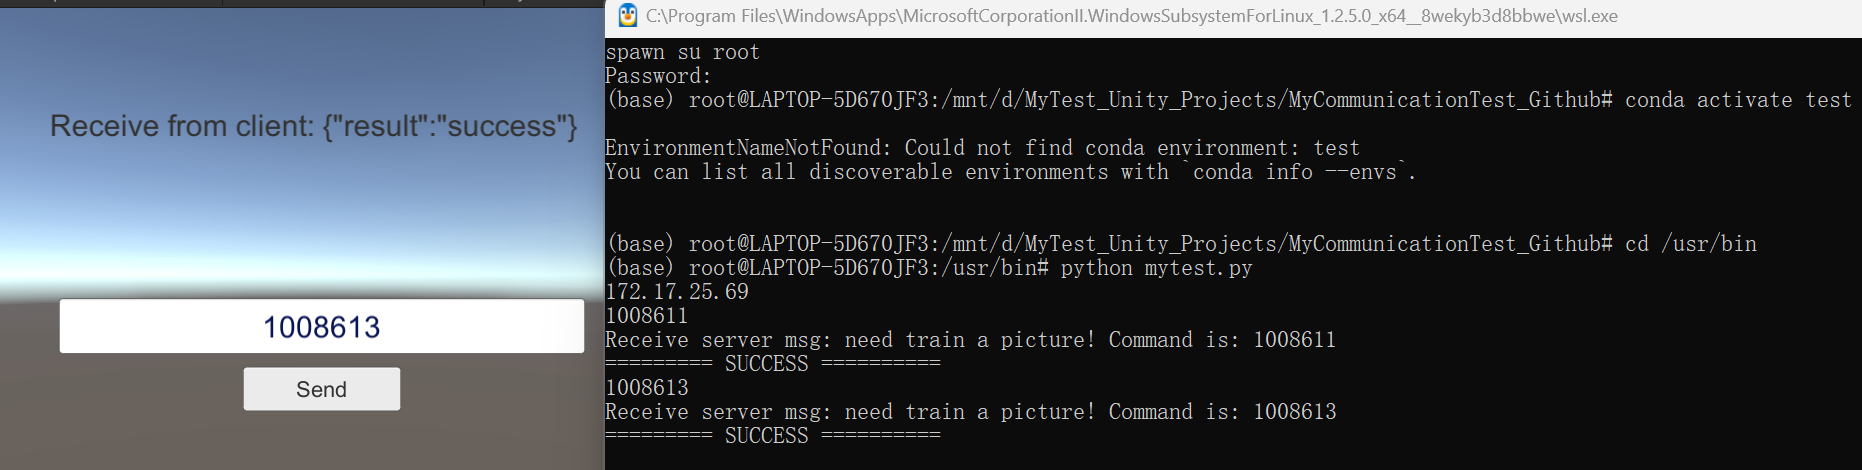 Receive from client: {"result":"success"}
1008613
Send
C:\Program Files\WindowsApps\MicrosoftCorporationII.WindowsSubsystemForLinux_1.2.5.0_x64__8wekyb3d8bbwe\wsl.exe
spawn su root
Password:
(base) root@LAPTOP-5D670JF3:/mnt/d/MyTest_Unity_Projects/MyCommunicationTest_Github# conda activate test
EnvironmentNameNotFound: Could not find conda environment: test
You can list all discoverable environments with `conda info --envs`.
(base) root@LAPTOP-5D670JF3:/mnt/d/MyTest_Unity_Projects/MyCommunicationTest_Github# cd /usr/bin
(base) root@LAPTOP-5D670JF3:/usr/bin# python mytest.py
172.17.25.69
1008611
Receive server msg: need train a picture! Command is: 1008611
========= SUCCESS ==========
1008613
Receive server msg: need train a picture! Command is: 1008613
========= SUCCESS ==========